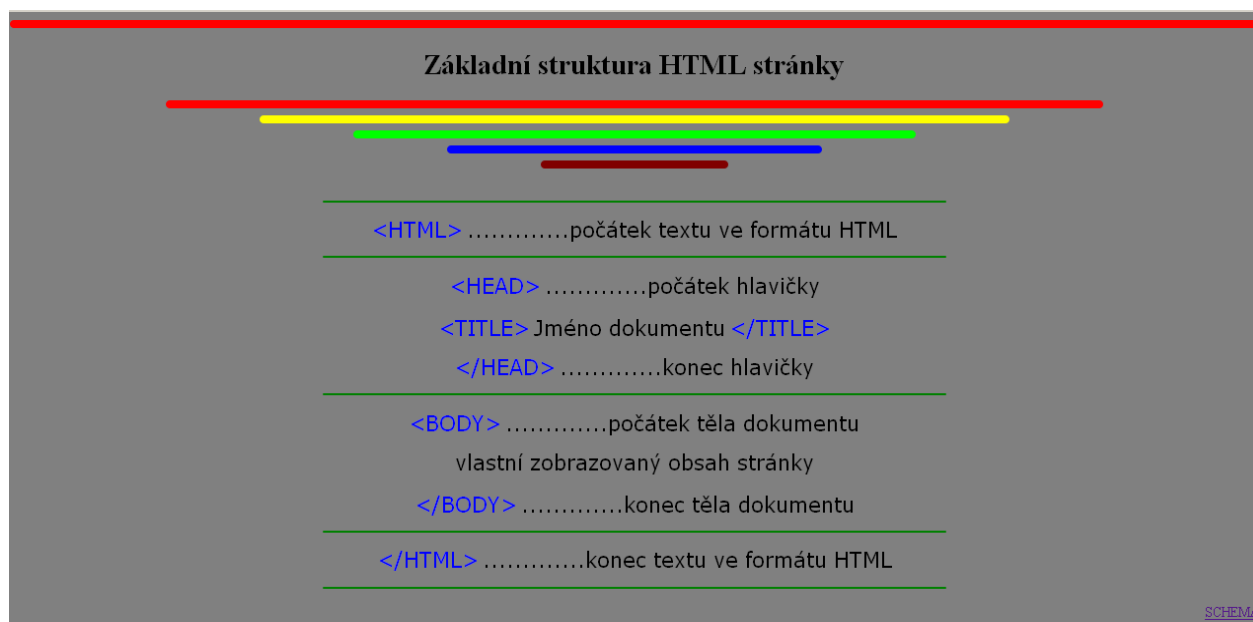 Základní struktura HTML stránky
<HTML> .............počátek textu ve formátu HTML
<HEAD> .............počátek hlavičky
<TITLE> Jméno dokumentu </TITLE>
</HEAD> .............konec hlavičky
<BODY> .............počátek těla dokumentu
vlastní zobrazovaný obsah stránky
</BODY> .............konec těla dokumentu
</HTML> .............konec textu ve formátu HTML
SCHEMA